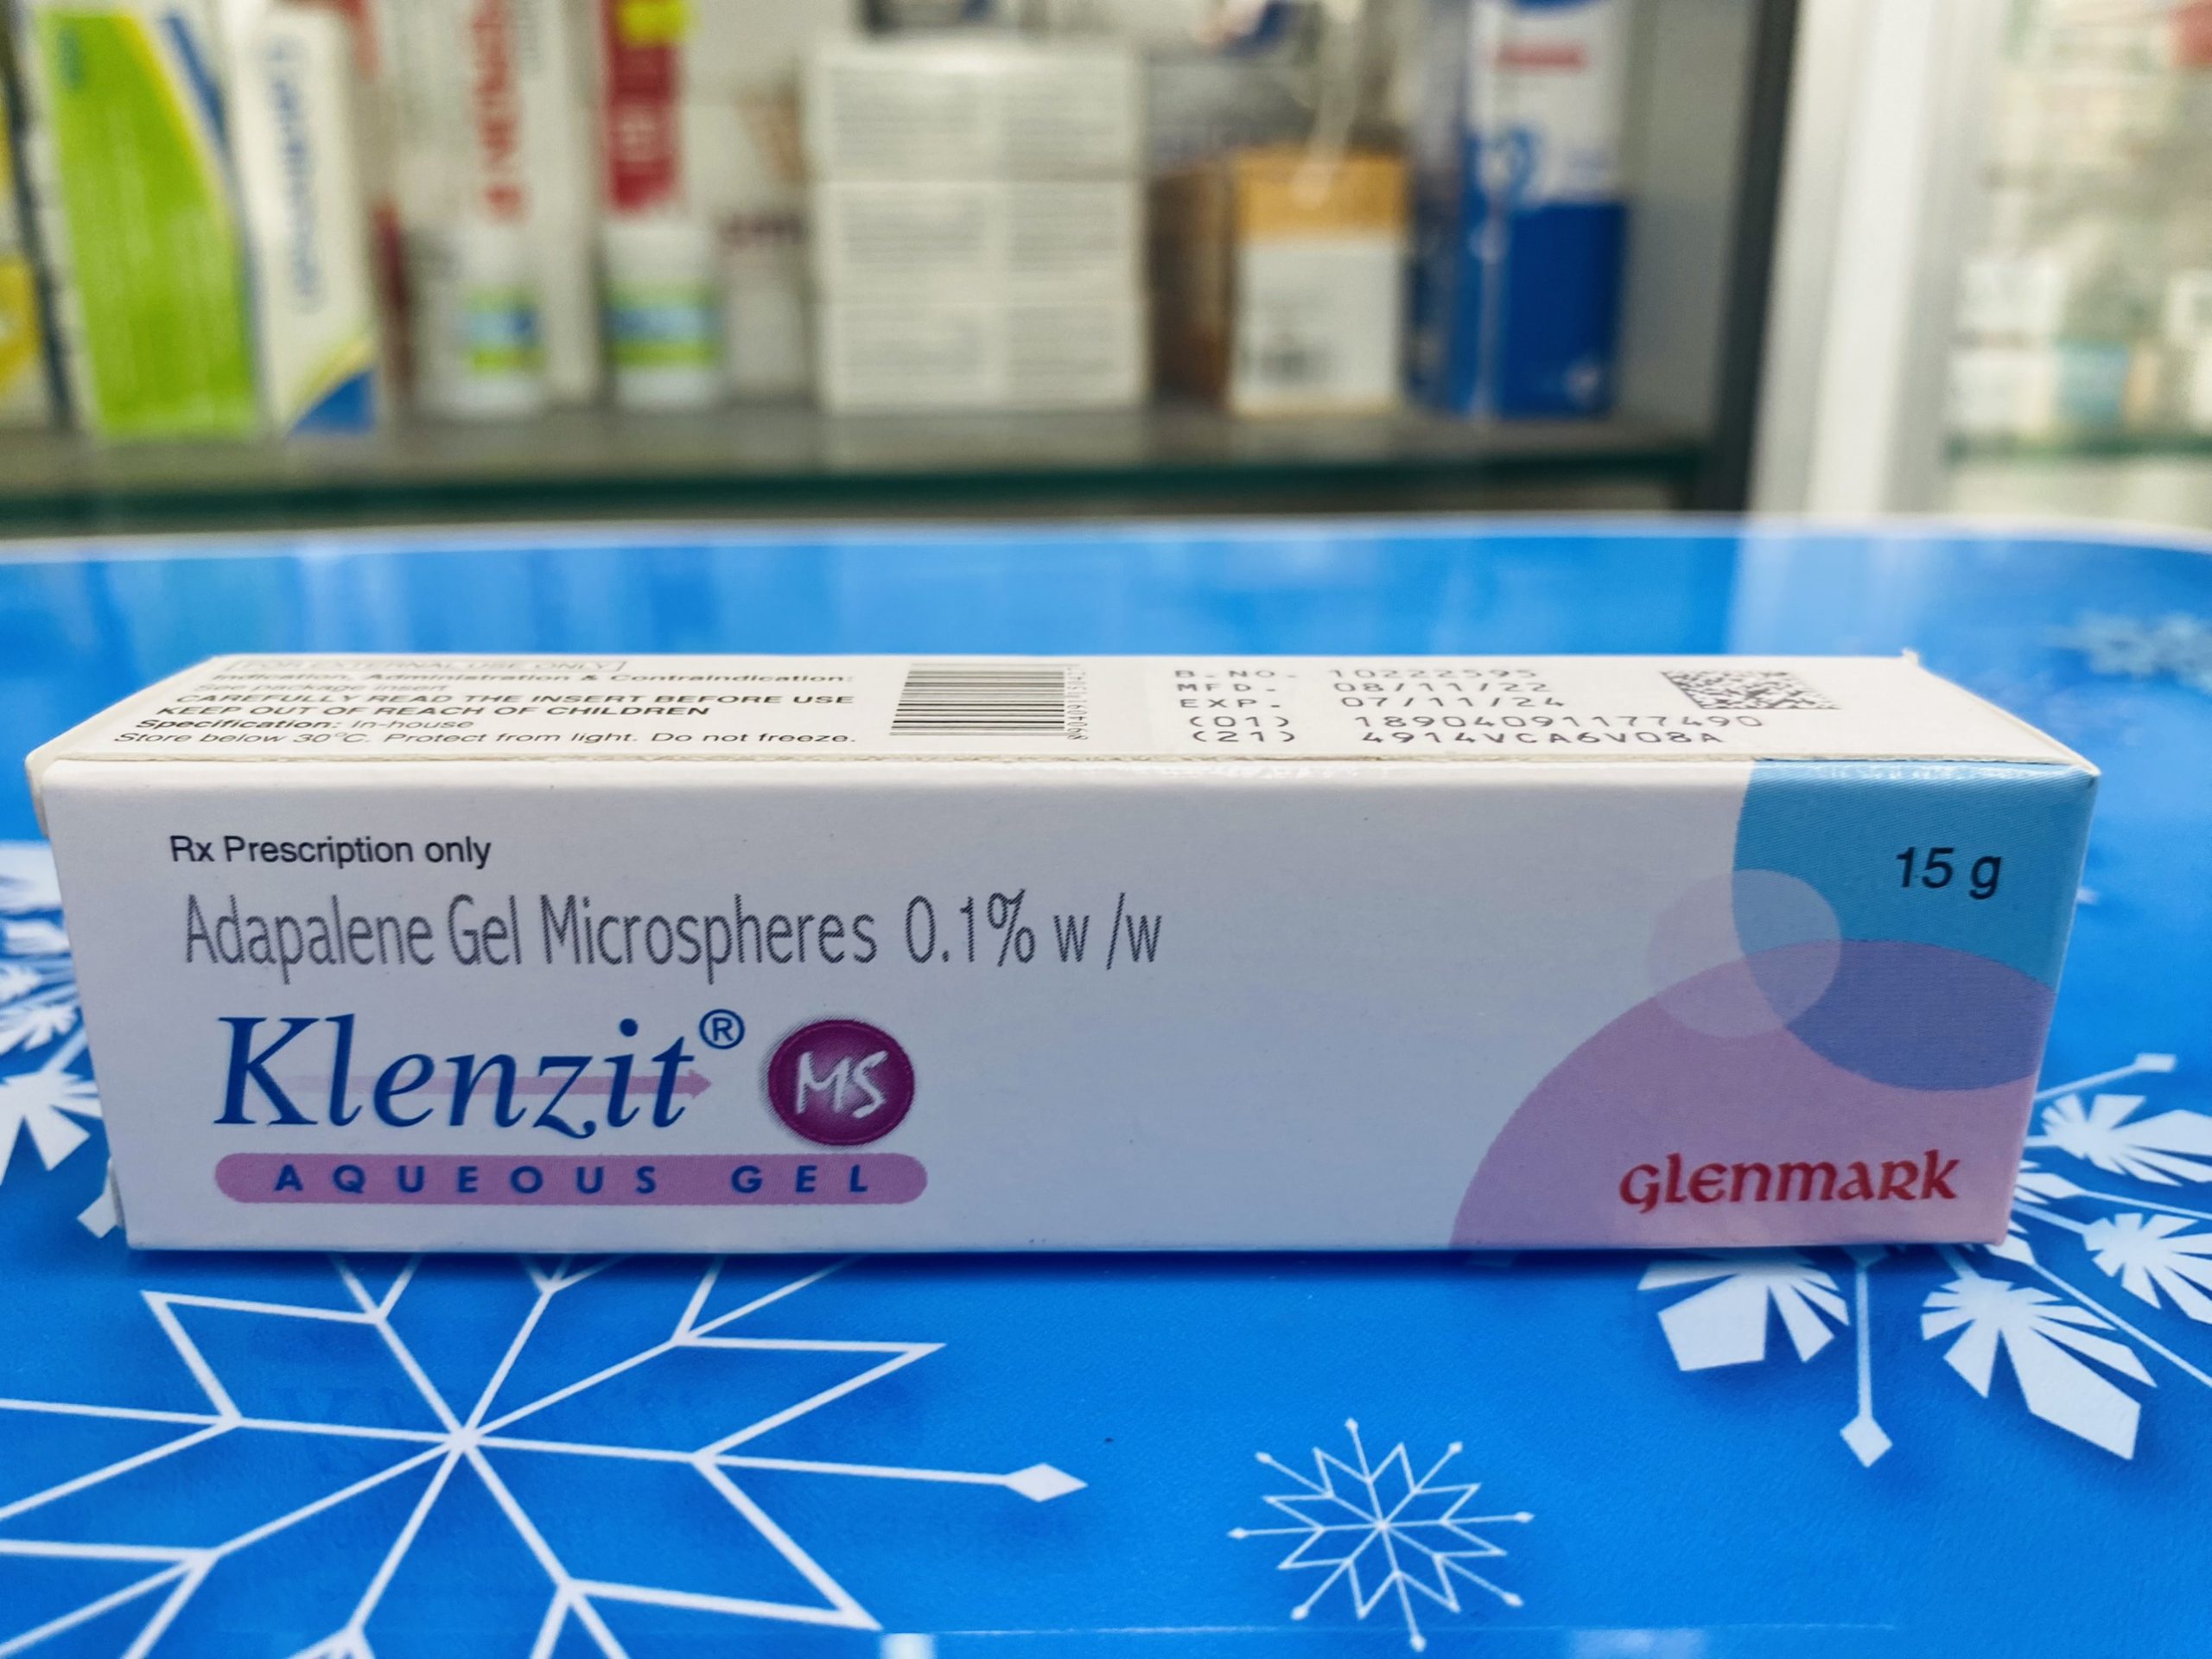 FOR EXTERNAL USE ONLY
Indication, Administration & Contraindication:
See package insert
CAREFULLY READ THE INSERT BEFORE USE
KEEP OUT OF REACH OF CHILDREN
Specification: In-house
Store below 30°C. Protect from light. Do not freeze.
B.NO. 10222595
MFD. 08/11/22
EXP. 07/11/24
(01) 18904091177490
(21) 4914VCA6V08A
Rx Prescription only
15 g
Adapalene Gel Microspheres 0.1% w/w
Klenzit® MS
AQUEOUS GEL
GLENMARK